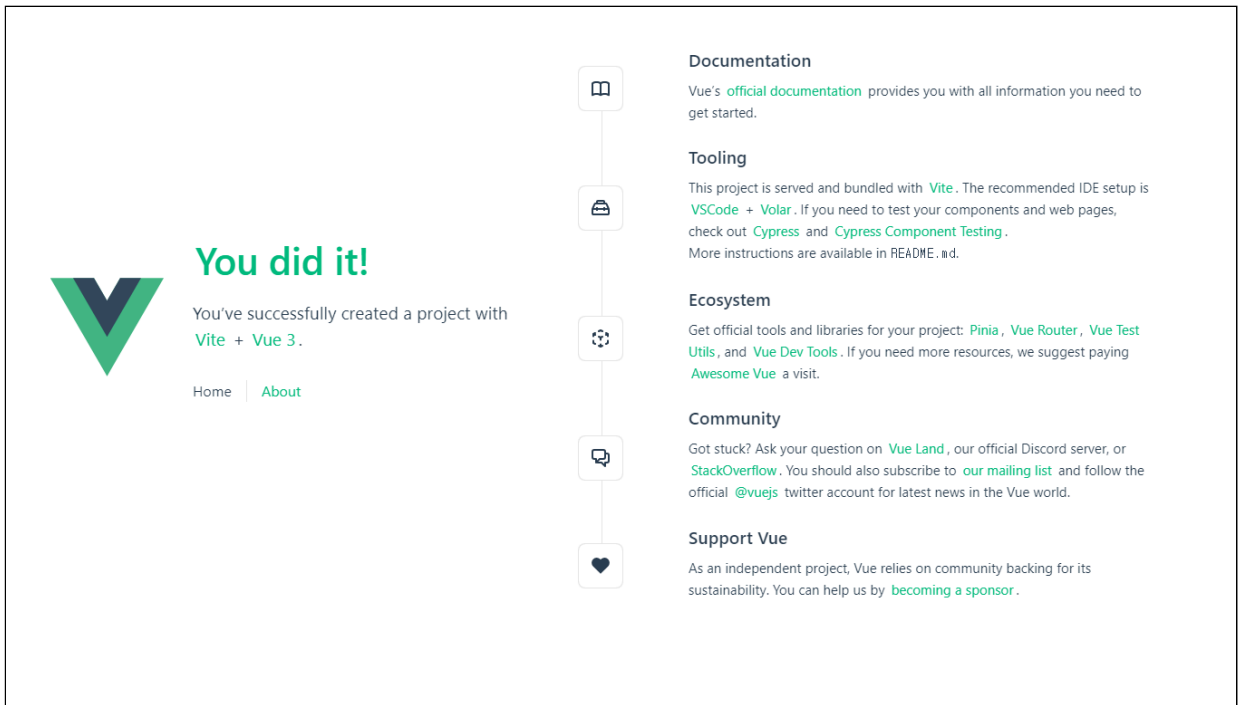 You did it!
You've successfully created a project with
Vite + Vue 3.
Home About
Documentation
Vue's official documentation provides you with all information you need to
get started.
Tooling
This project is served and bundled with Vite. The recommended IDE setup is
VSCode + Volar. If you need to test your components and web pages,
check out Cypress and Cypress Component Testing.
More instructions are available in README.md.
Ecosystem
Get official tools and libraries for your project: Pinia, Vue Router, Vue Test
Utils, and Vue Dev Tools. If you need more resources, we suggest paying
Awesome Vue a visit.
Community
Got stuck? Ask your question on Vue Land, our official Discord server, or
StackOverflow. You should also subscribe to our mailing list and follow the
official @vuejs twitter account for latest news in the Vue world.
Support Vue
As an independent project, Vue relies on community backing for its
sustainability. You can help us by becoming a sponsor.